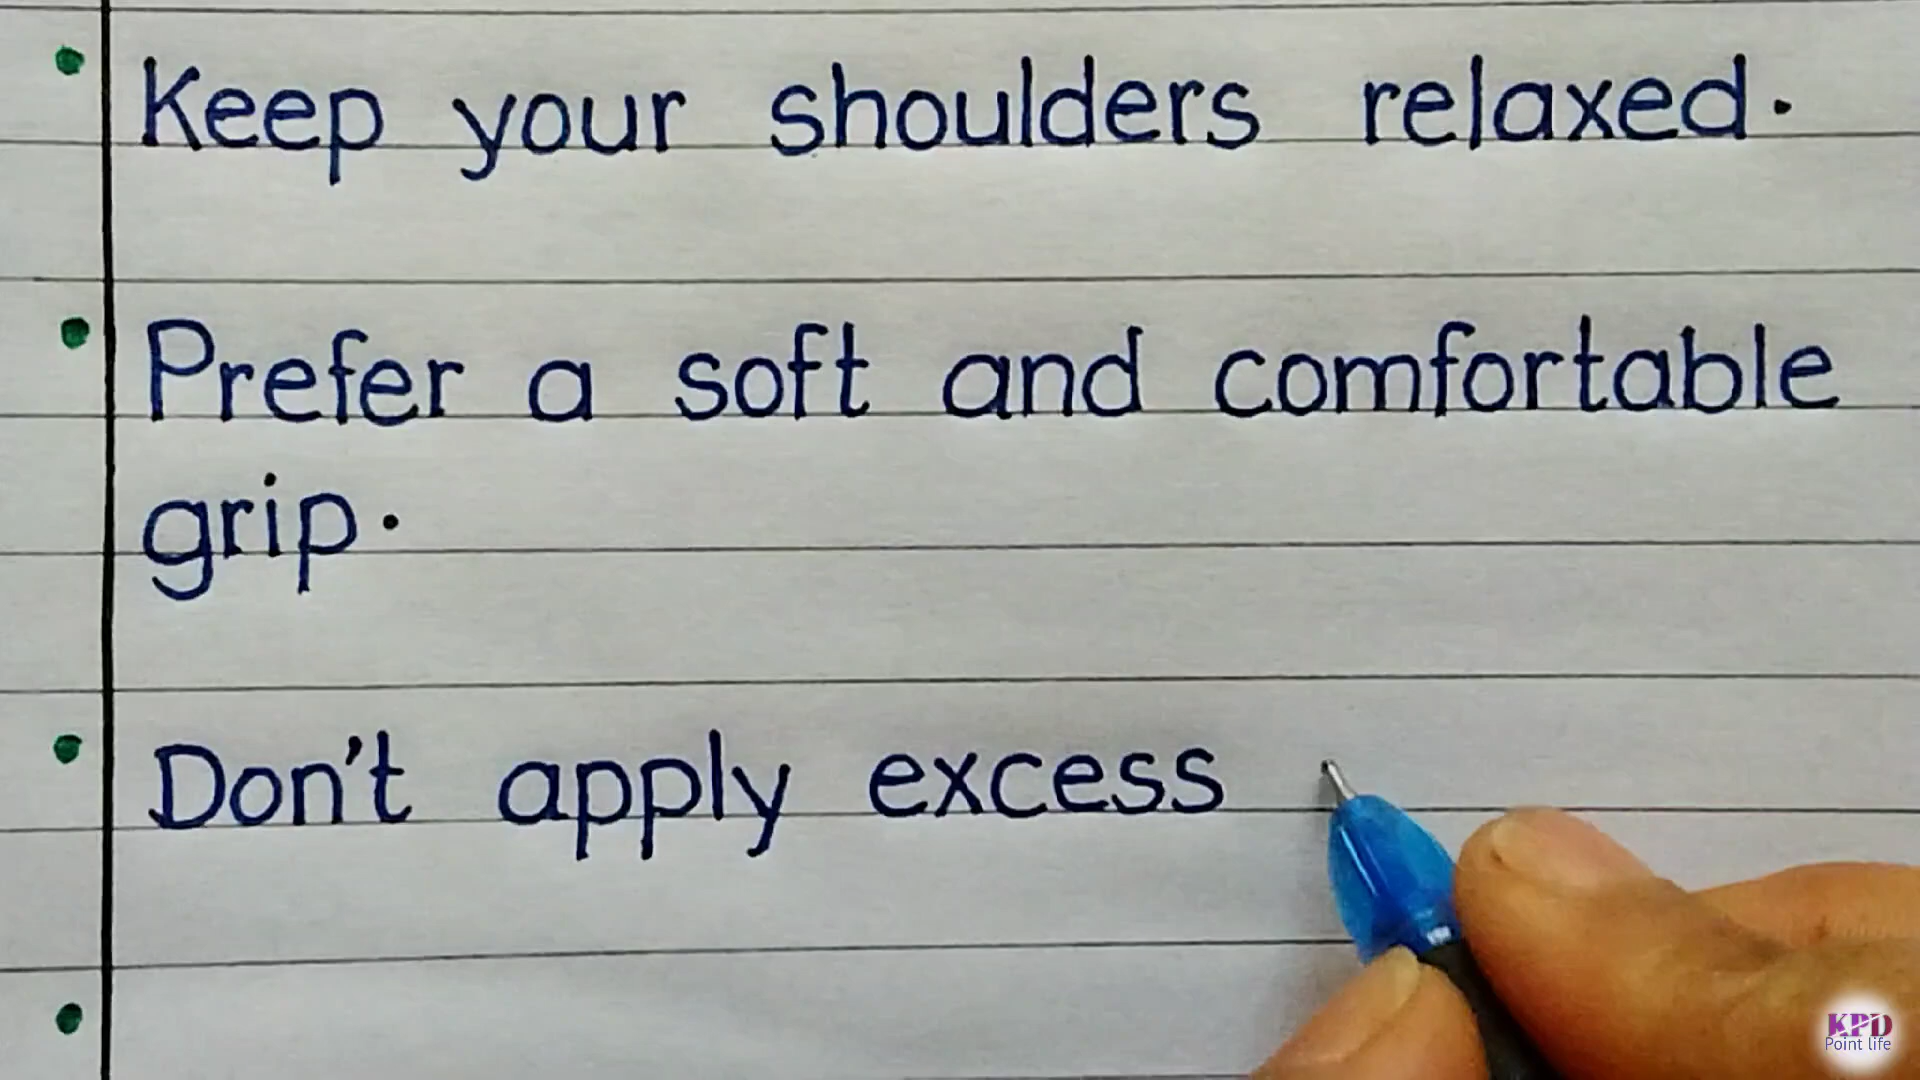 Keep your shoulders relaxed.
Prefer a soft and comfortable
grip.
Don't apply excess
KPD
Point life